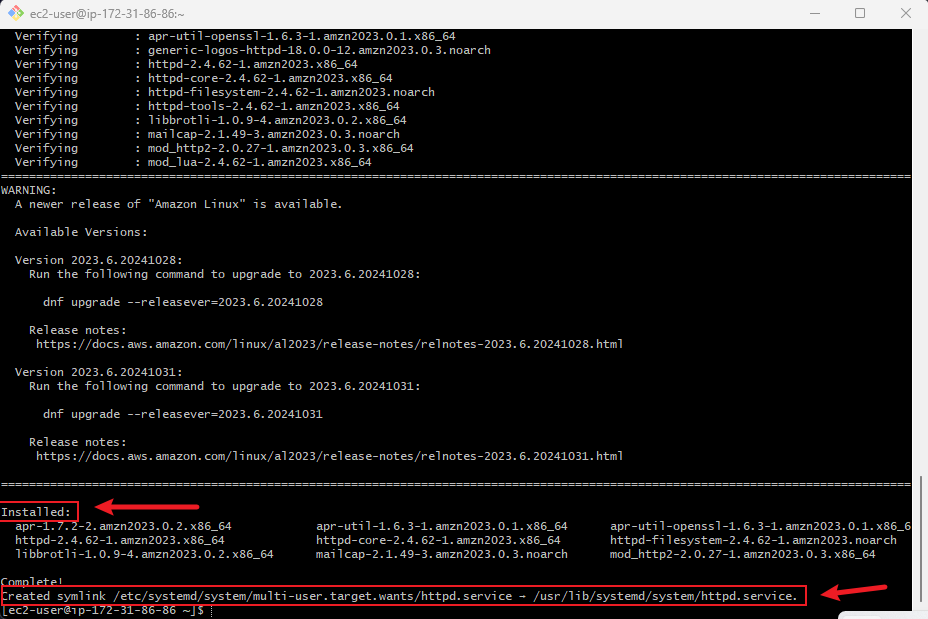 ec2-user@ip-172-31-86-86:~
Verifying : apr-util-openssl-1.6.3-1.amzn2023.0.1.x86_64
Verifying : generic-logos-httpd-18.0.0-12.amzn2023.0.3.noarch
Verifying : httpd-2.4.62-1.amzn2023.x86_64
Verifying : httpd-core-2.4.62-1.amzn2023.x86_64
Verifying : httpd-filesystem-2.4.62-1.amzn2023.noarch
Verifying : httpd-tools-2.4.62-1.amzn2023.x86_64
Verifying : libbrotli-1.0.9-4.amzn2023.0.2.x86_64
Verifying : mailcap-2.1.49-3.amzn2023.0.3.noarch
Verifying : mod_http2-2.0.27-1.amzn2023.0.3.x86_64
Verifying : mod_lua-2.4.62-1.amzn2023.x86_64
WARNING:
A newer release of "Amazon Linux" is available.
Available Versions:
Version 2023.6.20241028:
Run the following command to upgrade to 2023.6.20241028:
dnf upgrade --releasever=2023.6.20241028
Release notes:
https://docs.aws.amazon.com/linux/al2023/release-notes/relnotes-2023.6.20241028.html
Version 2023.6.20241031:
Run the following command to upgrade to 2023.6.20241031:
dnf upgrade --releasever=2023.6.20241031
Release notes:
https://docs.aws.amazon.com/linux/al2023/release-notes/relnotes-2023.6.20241031.html
Installed:
apr-1.7.2-2.amzn2023.0.2.x86_64 apr-util-1.6.3-1.amzn2023.0.1.x86_64 apr-util-openssl-1.6.3-1.amzn2023.0.1.x86_6
httpd-2.4.62-1.amzn2023.x86_64 httpd-core-2.4.62-1.amzn2023.x86_64 httpd-filesystem-2.4.62-1.amzn2023.noarch
libbrotli-1.0.9-4.amzn2023.0.2.x86_64 mailcap-2.1.49-3.amzn2023.0.3.noarch mod_http2-2.0.27-1.amzn2023.0.3.x86_64
Complete!
Created symlink /etc/systemd/system/multi-user.target.wants/httpd.service → /usr/lib/systemd/system/httpd.service.
[ec2-user@ip-172-31-86-86 ~]$